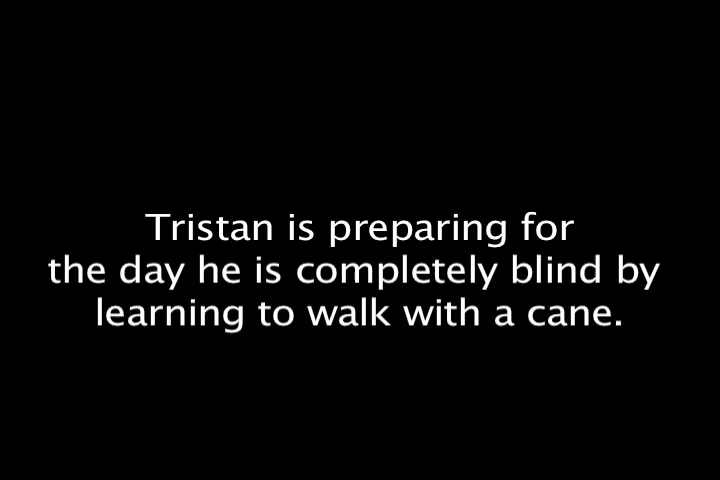 Tristan is preparing for
the day he is completely blind by
learning to walk with a cane.